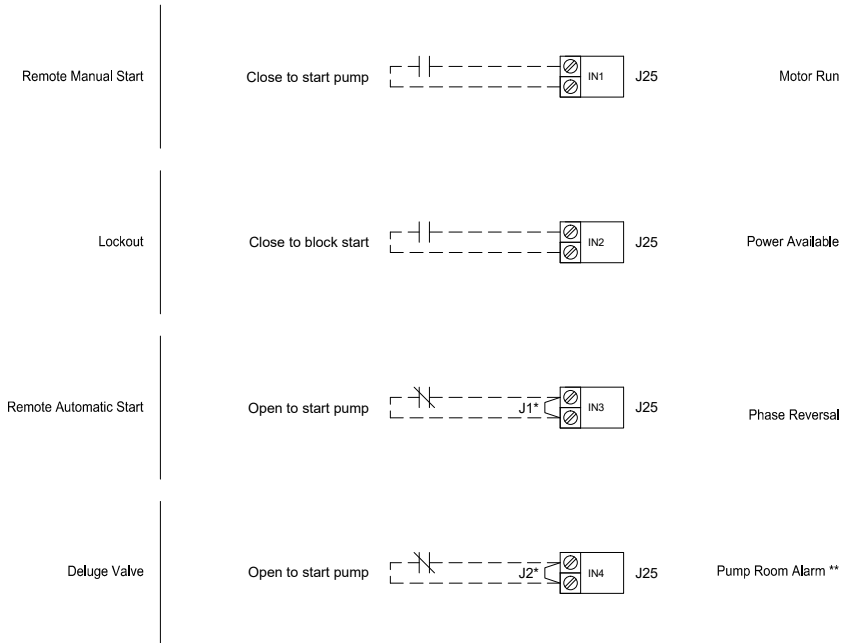 Remote Manual Start Close to start pump IN1 J25 Motor Run
Lockout Close to block start IN2 J25 Power Available
Remote Automatic Start Open to start pump J1* IN3 J25 Phase Reversal
Deluge Valve Open to start pump J2* IN4 J25 Pump Room Alarm **